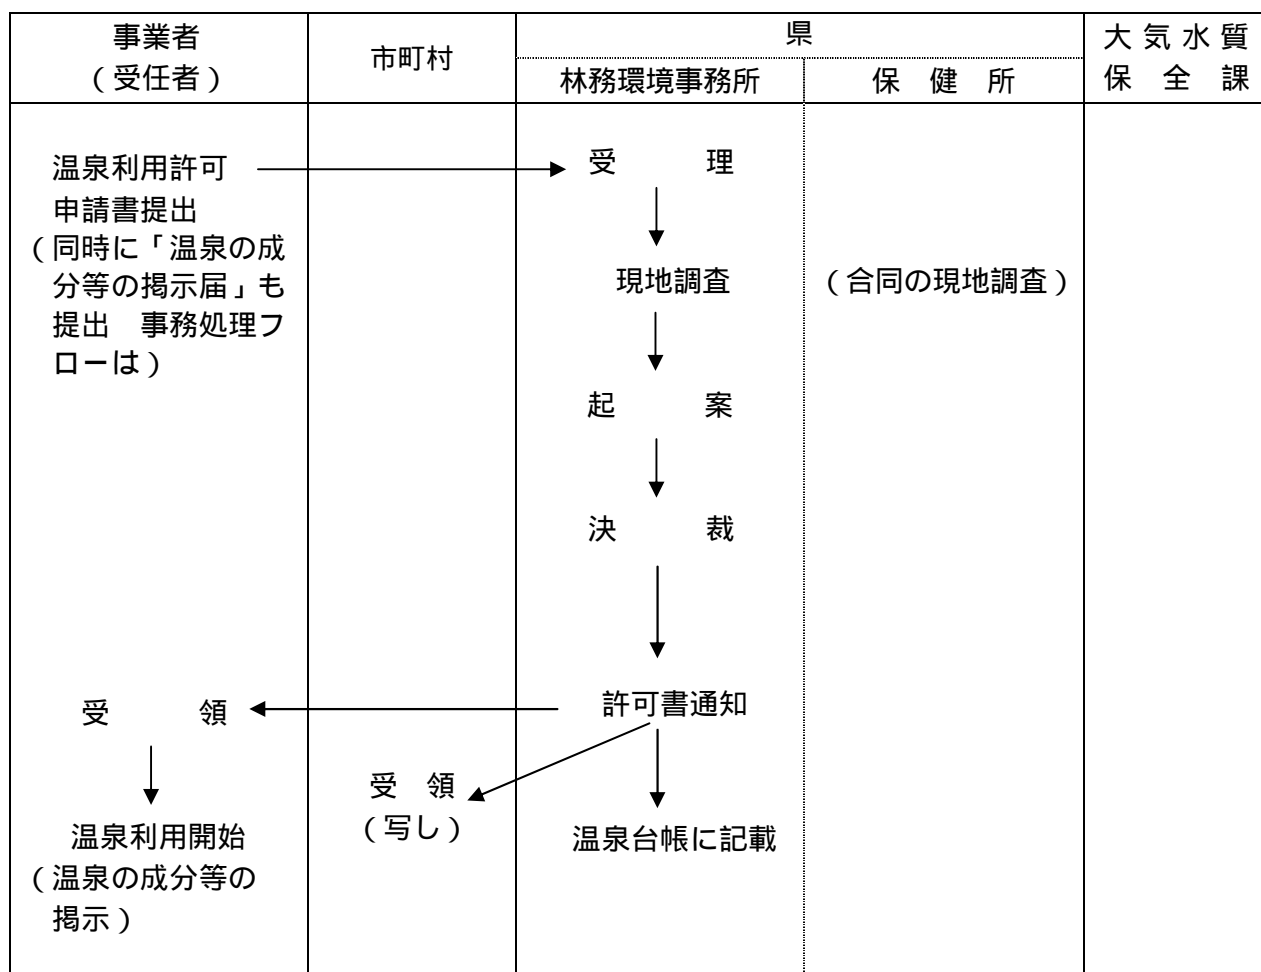 事業者
（受任者）
市町村
県
林務環境事務所
保　健　所
大 気 水 質
保　全　課
温泉利用許可
申請書提出
（同時に「温泉の成
分等の掲示届」も
提出　事務処理フ
ローは）
受　　　理
現地調査
（合同の現地調査）
起　　　案
決　　　裁
許可書通知
受　　　領
受　領
（写し）
温泉台帳に記載
温泉利用開始
（温泉の成分等の
掲示）